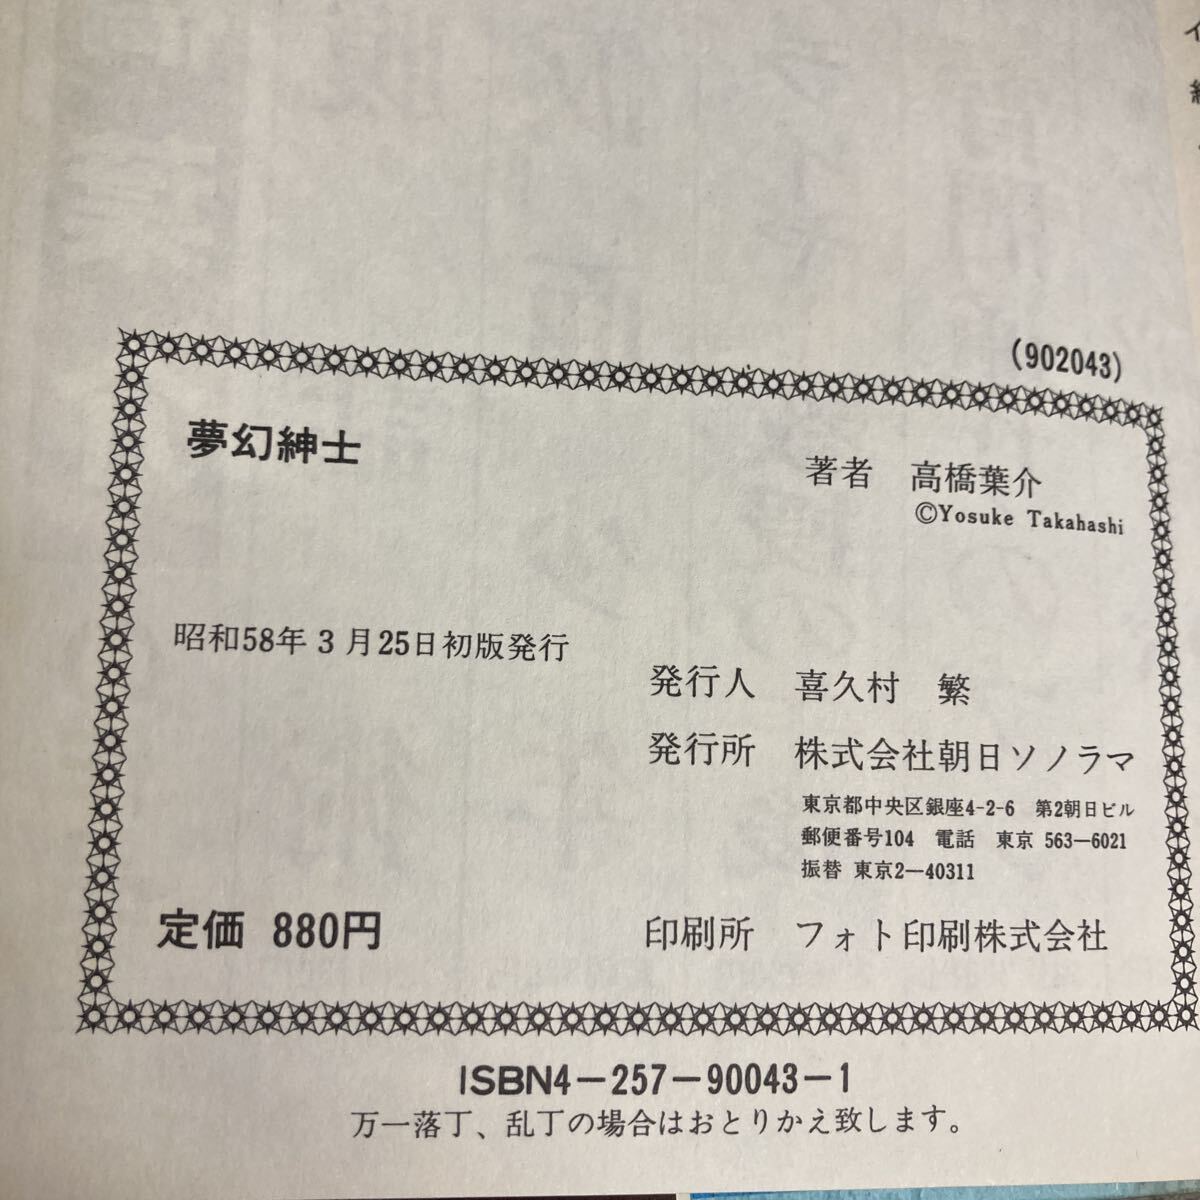 (902043)
夢幻紳士
著者 高橋葉介
©Yosuke Takahashi
昭和58年3月25日初版発行
発行人 喜久村 繁
発行所 株式会社朝日ソノラマ
東京都中央区銀座4-2-6 第2朝日ビル
郵便番号104 電話 東京 563-6021
振替 東京2-40311
定価 880円
印刷所 フォト印刷株式会社
ISBN4-257-90043-1
万一落丁、乱丁の場合はおとりかえ致します。